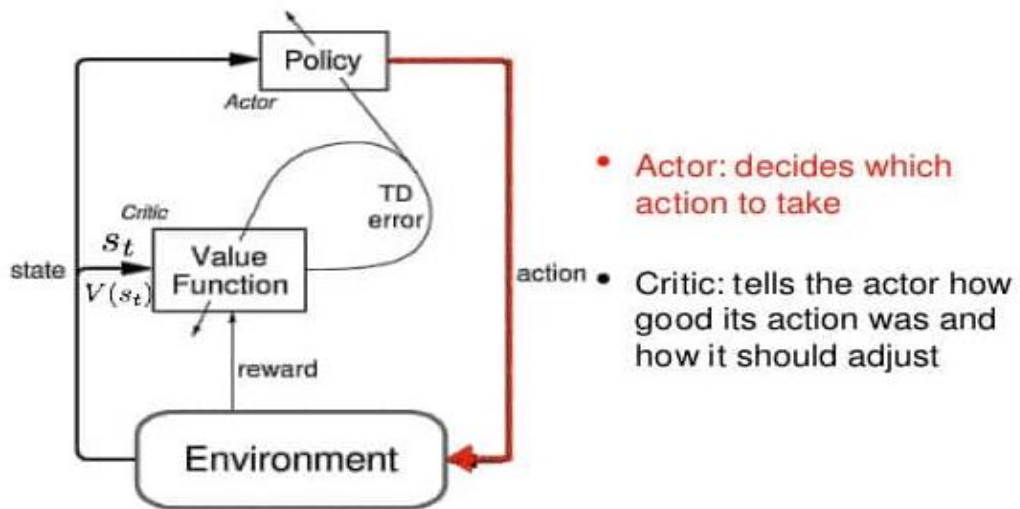 Policy
Actor
TD
error
Critic
s_t
Value
Function
state
V(s_t)
action
reward
Environment
• Actor: decides which
action to take
• Critic: tells the actor how
good its action was and
how it should adjust